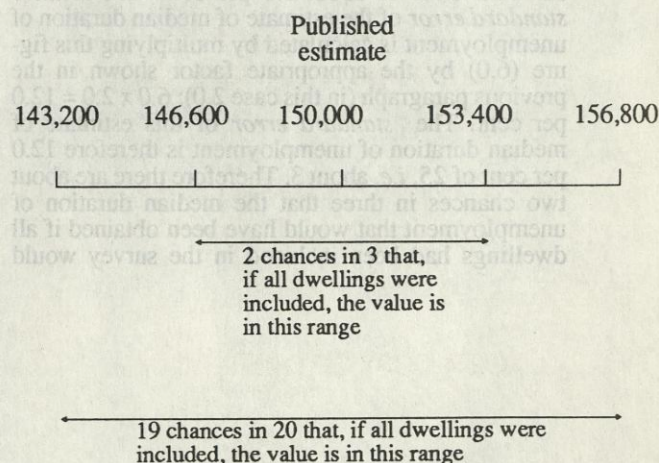 Published
estimate
143,200 146,600 150,000 153,400 156,800
2 chances in 3 that,
if all dwellings were
included, the value is
in this range
19 chances in 20 that, if all dwellings were
included, the value is in this range